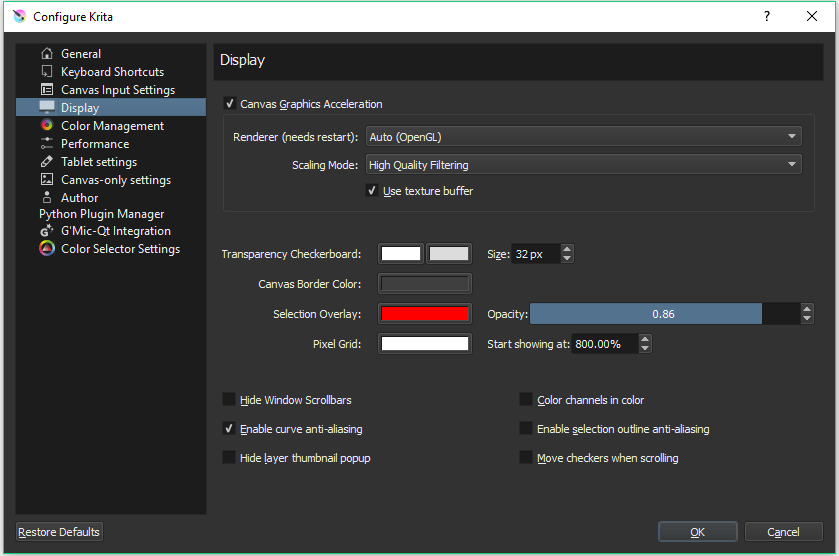 Configure Krita
?
General
Keyboard Shortcuts
Canvas Input Settings
Display
Color Management
Performance
Tablet settings
Canvas-only settings
Author
Python Plugin Manager
G'Mic-Qt Integration
Color Selector Settings
Display
Canvas Graphics Acceleration
Renderer (needs restart): Auto (OpenGL)
Scaling Mode: High Quality Filtering
Use texture buffer
Transparency Checkerboard: Size: 32 px
Canvas Border Color:
Selection Overlay: Opacity: 0.86
Pixel Grid: Start showing at: 800.00%
Hide Window Scrollbars Color channels in color
Enable curve anti-aliasing Enable selection outline anti-aliasing
Hide layer thumbnail popup Move checkers when scrolling
Restore Defaults OK Cancel